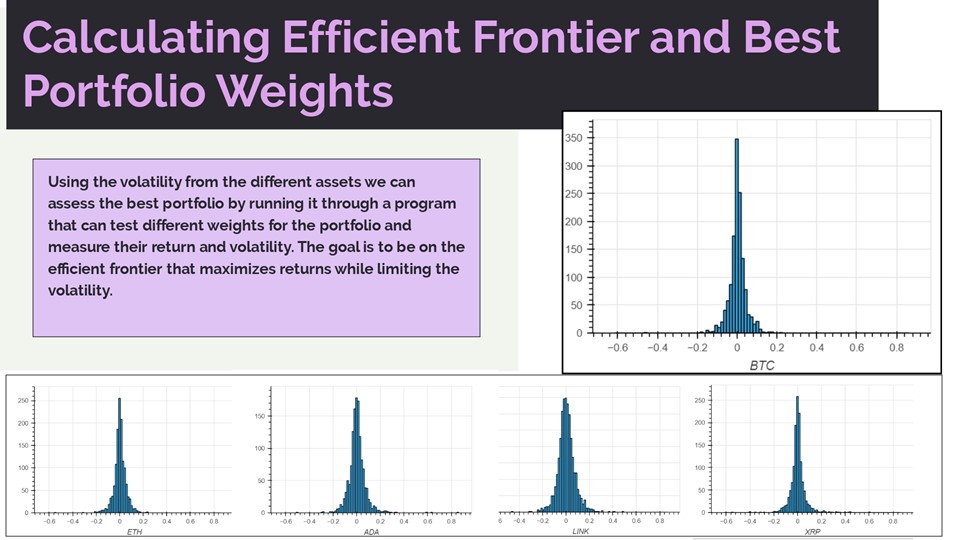 Calculating Efficient Frontier and Best
Portfolio Weights
Using the volatility from the different assets we can
assess the best portfolio by running it through a program
that can test different weights for the portfolio and
measure their return and volatility. The goal is to be on the
efficient frontier that maximizes returns while limiting the
volatility.
350
300
250
200
150
100
50
0
−0.6 −0.4 −0.2 0 0.2 0.4 0.6 0.8
BTC
250
200
150
100
50
0
−0.6 −0.4 −0.2 0 0.2 0.4 0.6 0.8
ETH
150
100
50
0
−0.6 −0.4 −0.2 0 0.2 0.4 0.6 0.8
ADA
−0.4 −0.2 0 0.2 0.4 0.6 0.8
LINK
250
200
150
100
50
0
−0.6 −0.4 −0.2 0 0.2 0.4 0.6 0.8
XRP